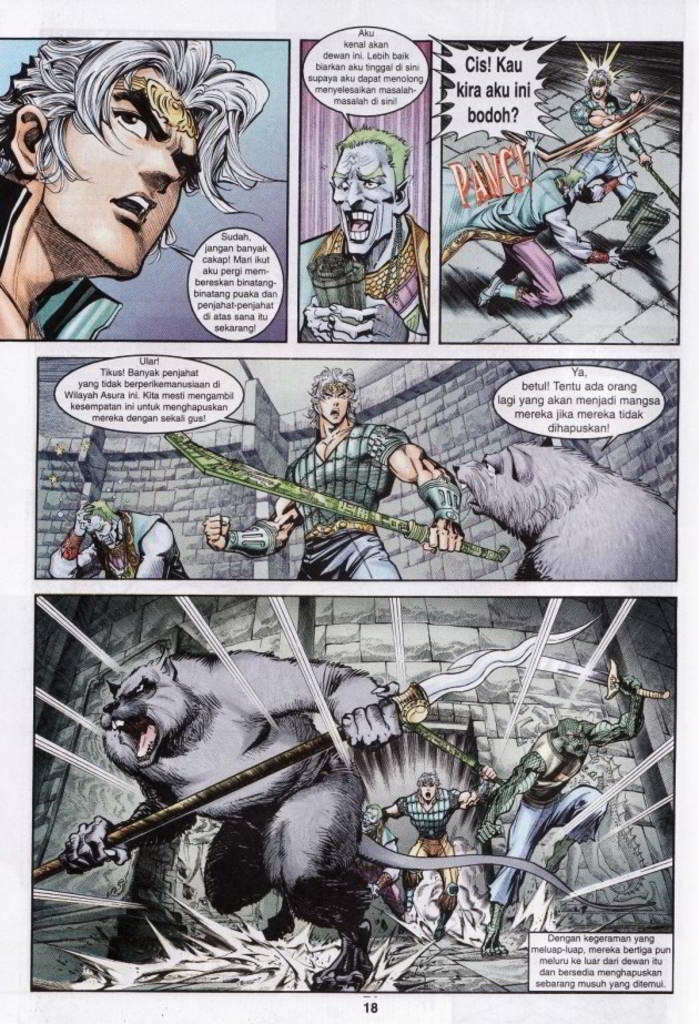 Sudah,
jangan banyak
cakap! Mari ikut
aku pergi mem-
bereskan binatang-
binatang puaka dan
penjahat-penjahat
di atas sana itu
sekarang!
Aku
kenal akan
dewan ini. Lebih baik
biarkan aku tinggal di sini
supaya aku dapat menolong
menyelesaikan masalah-
masalah di sini!
Cis! Kau
kira aku ini
bodoh?
PANG!
Ular!
Tikus! Banyak penjahat
yang tidak berperikemanusiaan di
Wilayah Asura ini. Kita mesti mengambil
kesempatan ini untuk menghapuskan
mereka dengan sekali gus!
Ya,
betul! Tentu ada orang
lagi yang akan menjadi mangsa
mereka jika mereka tidak
dihapuskan!
Dengan kegeraman yang
meluap-luap, mereka bertiga pun
meluru ke luar dari dewan itu
dan bersedia menghapuskan
sebarang musuh yang ditemui.
18